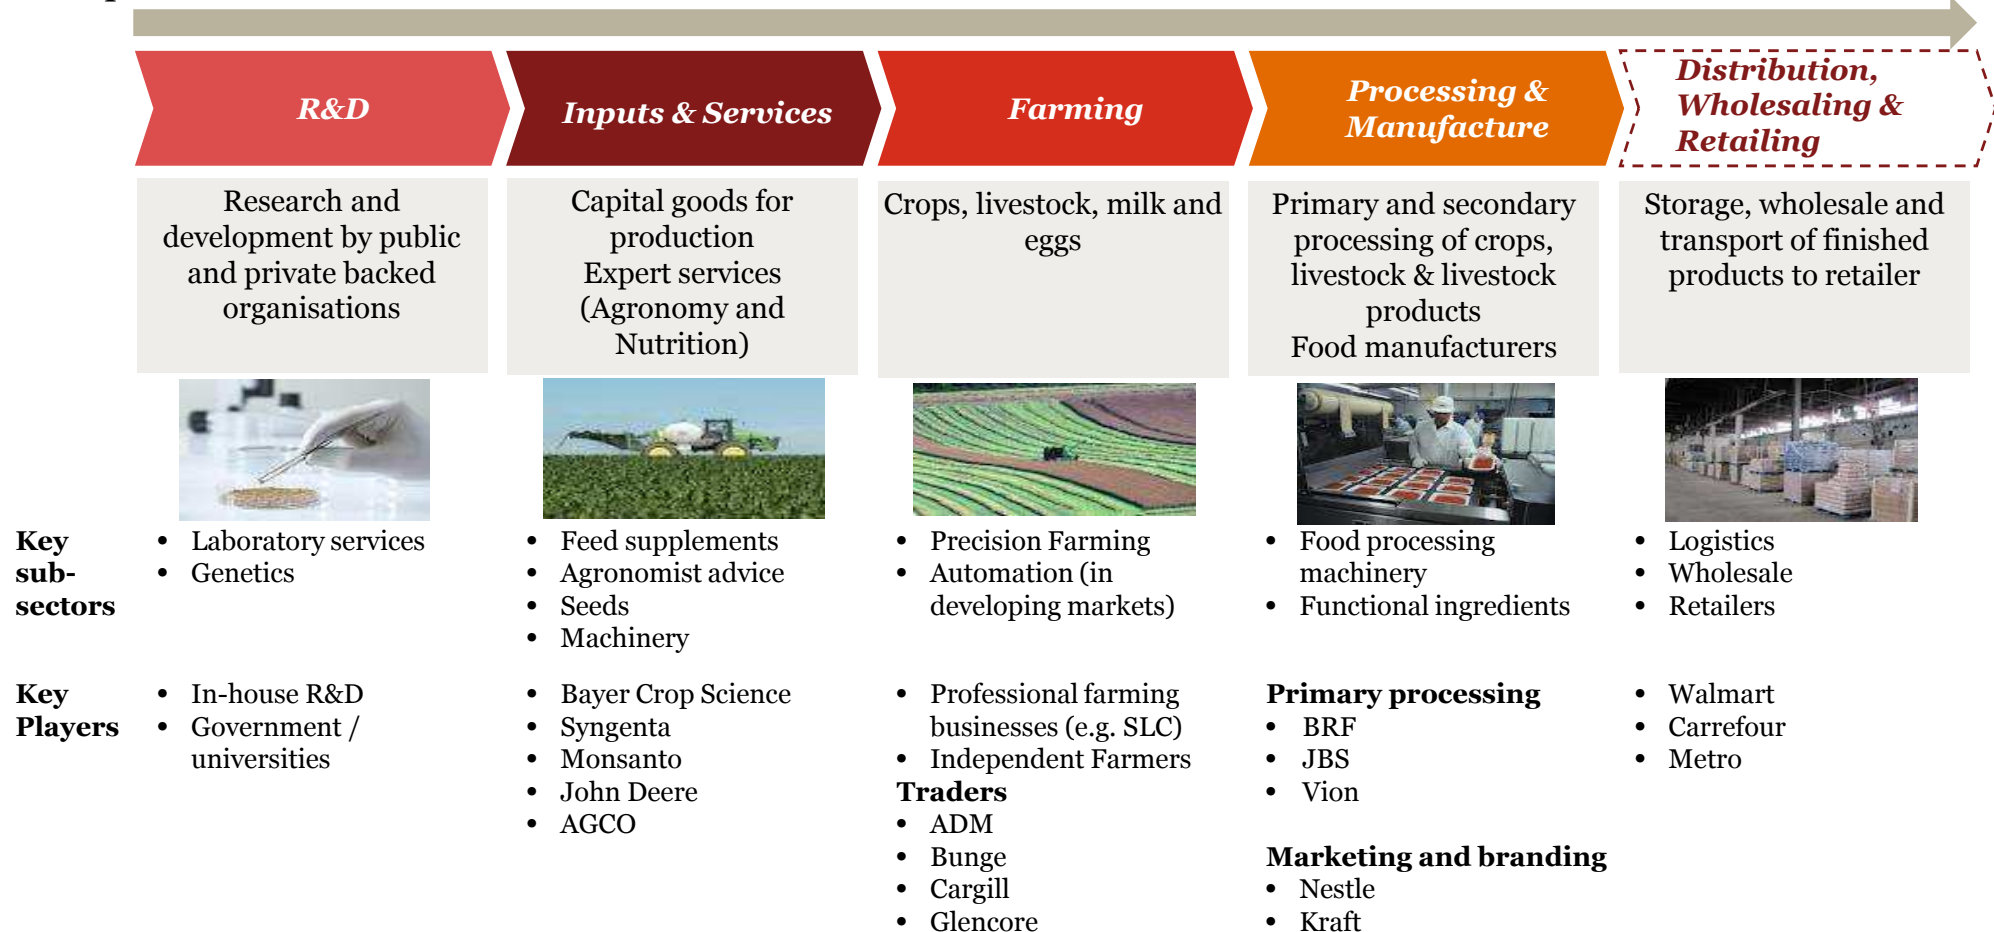 R&D
Inputs & Services
Farming
Processing &
Manufacture
Distribution,
Wholesaling &
Retailing
Research and
development by public
and private backed
organisations
Capital goods for
production
Expert services
(Agronomy and
Nutrition)
Crops, livestock, milk and
eggs
Primary and secondary
processing of crops,
livestock & livestock
products
Food manufacturers
Storage, wholesale and
transport of finished
products to retailer
Key
sub-
sectors
• Laboratory services
• Genetics
• Feed supplements
• Agronomist advice
• Seeds
• Machinery
• Precision Farming
• Automation (in
developing markets)
• Food processing
machinery
• Functional ingredients
• Logistics
• Wholesale
• Retailers
Key
Players
• In-house R&D
• Government /
universities
• Bayer Crop Science
• Syngenta
• Monsanto
• John Deere
• AGCO
• Professional farming
businesses (e.g. SLC)
• Independent Farmers
Traders
• ADM
• Bunge
• Cargill
• Glencore
Primary processing
• BRF
• JBS
• Vion
Marketing and branding
• Nestle
• Kraft
• Walmart
• Carrefour
• Metro